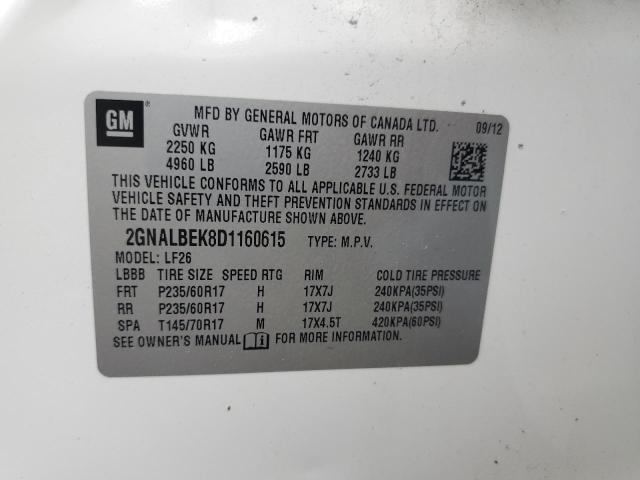 GM ®
MFD BY GENERAL MOTORS OF CANADA LTD. 09/12
GVWR GAWR FRT GAWR RR
2250 KG 1175 KG 1240 KG
4960 LB 2590 LB 2733 LB
THIS VEHICLE CONFORMS TO ALL APPLICABLE U.S. FEDERAL MOTOR
VEHICLE SAFETY AND THEFT PREVENTION STANDARDS IN EFFECT ON
THE DATE OF MANUFACTURE SHOWN ABOVE.
2GNALBEK8D1160615 TYPE: M.P.V.
MODEL: LF26
LBBB TIRE SIZE SPEED RTG RIM COLD TIRE PRESSURE
FRT P235/60R17 H 17X7J 240KPA(35PSI)
RR P235/60R17 H 17X7J 240KPA(35PSI)
SPA T145/70R17 M 17X4.5T 420KPA(60PSI)
SEE OWNER'S MANUAL FOR MORE INFORMATION.